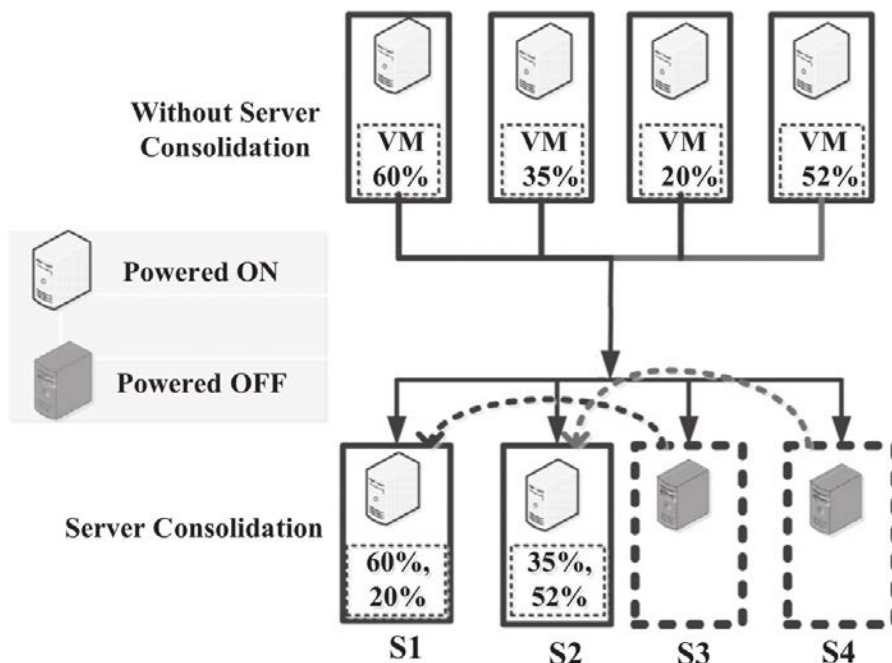 Without Server
Consolidation
VM
60%
VM
35%
VM
20%
VM
52%
Powered ON
Powered OFF
Server Consolidation
60%,
20%
35%,
52%
S1
S2
S3
S4